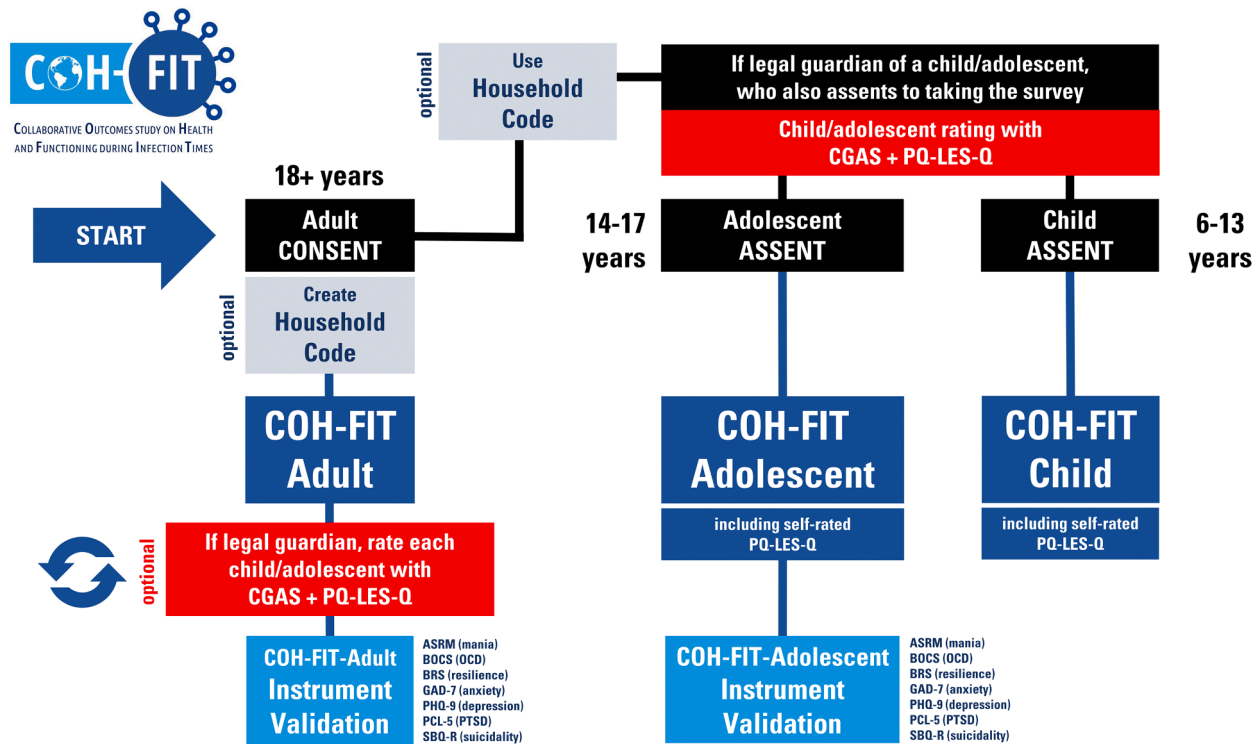 COH-FIT
COLLABORATIVE OUTCOMES STUDY ON HEALTH
AND FUNCTIONING DURING INFECTION TIMES
START
18+ years
Adult
CONSENT
optional
Create
Household
Code
COH-FIT
Adult
optional
If legal guardian, rate each
child/adolescent with
CGAS + PQ-LES-Q
COH-FIT-Adult
Instrument
Validation
ASRM (mania)
BOCS (OCD)
BRS (resilience)
GAD-7 (anxiety)
PHQ-9 (depression)
PCL-5 (PTSD)
SBQ-R (suicidality)
optional
Use
Household
Code
If legal guardian of a child/adolescent,
who also assents to taking the survey
Child/adolescent rating with
CGAS + PQ-LES-Q
14-17
years
Adolescent
ASSENT
COH-FIT
Adolescent
including self-rated
PQ-LES-Q
COH-FIT-Adolescent
Instrument
Validation
ASRM (mania)
BOCS (OCD)
BRS (resilience)
GAD-7 (anxiety)
PHQ-9 (depression)
PCL-5 (PTSD)
SBQ-R (suicidality)
Child
ASSENT
6-13
years
COH-FIT
Child
including self-rated
PQ-LES-Q